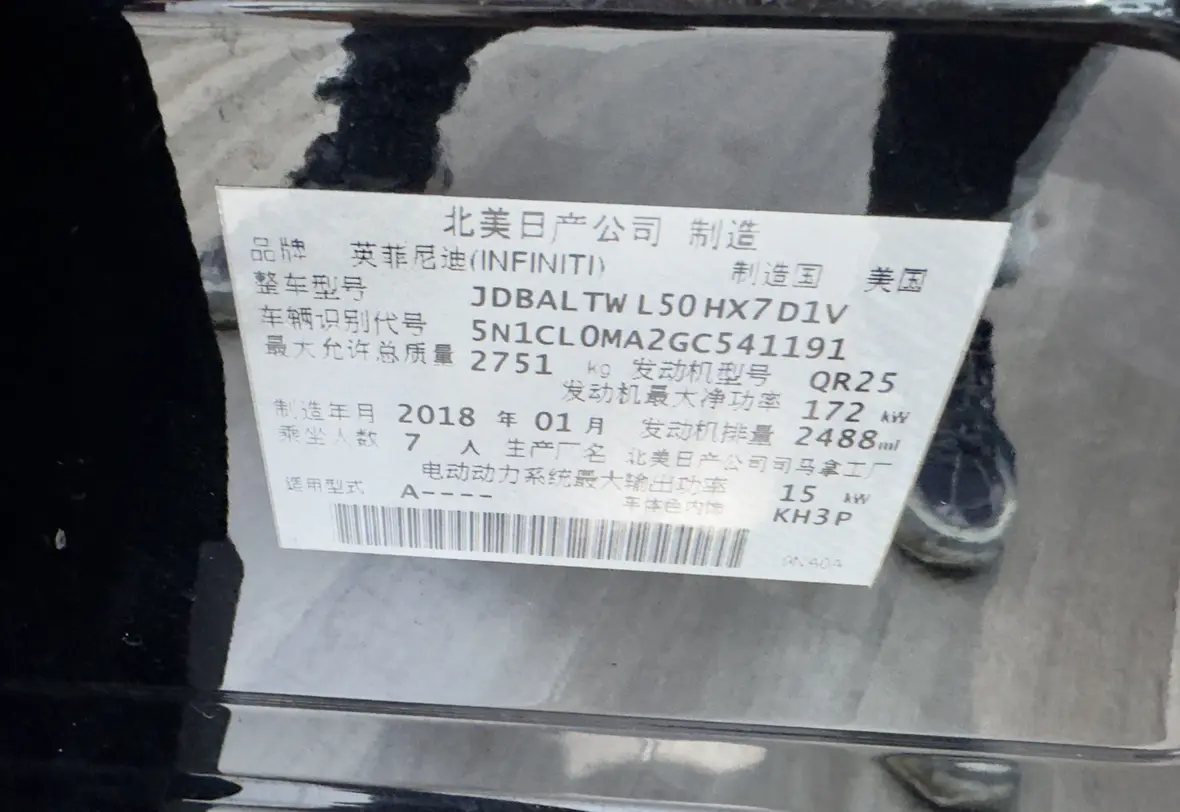 北美日产公司 制造
品牌 英菲尼迪(INFINITI) 制造国 美国
整车型号 JDBALTW L50HX7D1V
车辆识别代号 5N1CL0MA2GC541191
最大允许总质量 2751 kg 发动机型号 QR25
发动机最大净功率 172 kW
制造年月 2018 年 01 月 发动机排量 2488ml
乘坐人数 7 人 生产厂名 北美日产公司司马拿工厂
电动动力系统最大输出功率 15 kW
适用型式 A---- 车体色内饰 KH3P